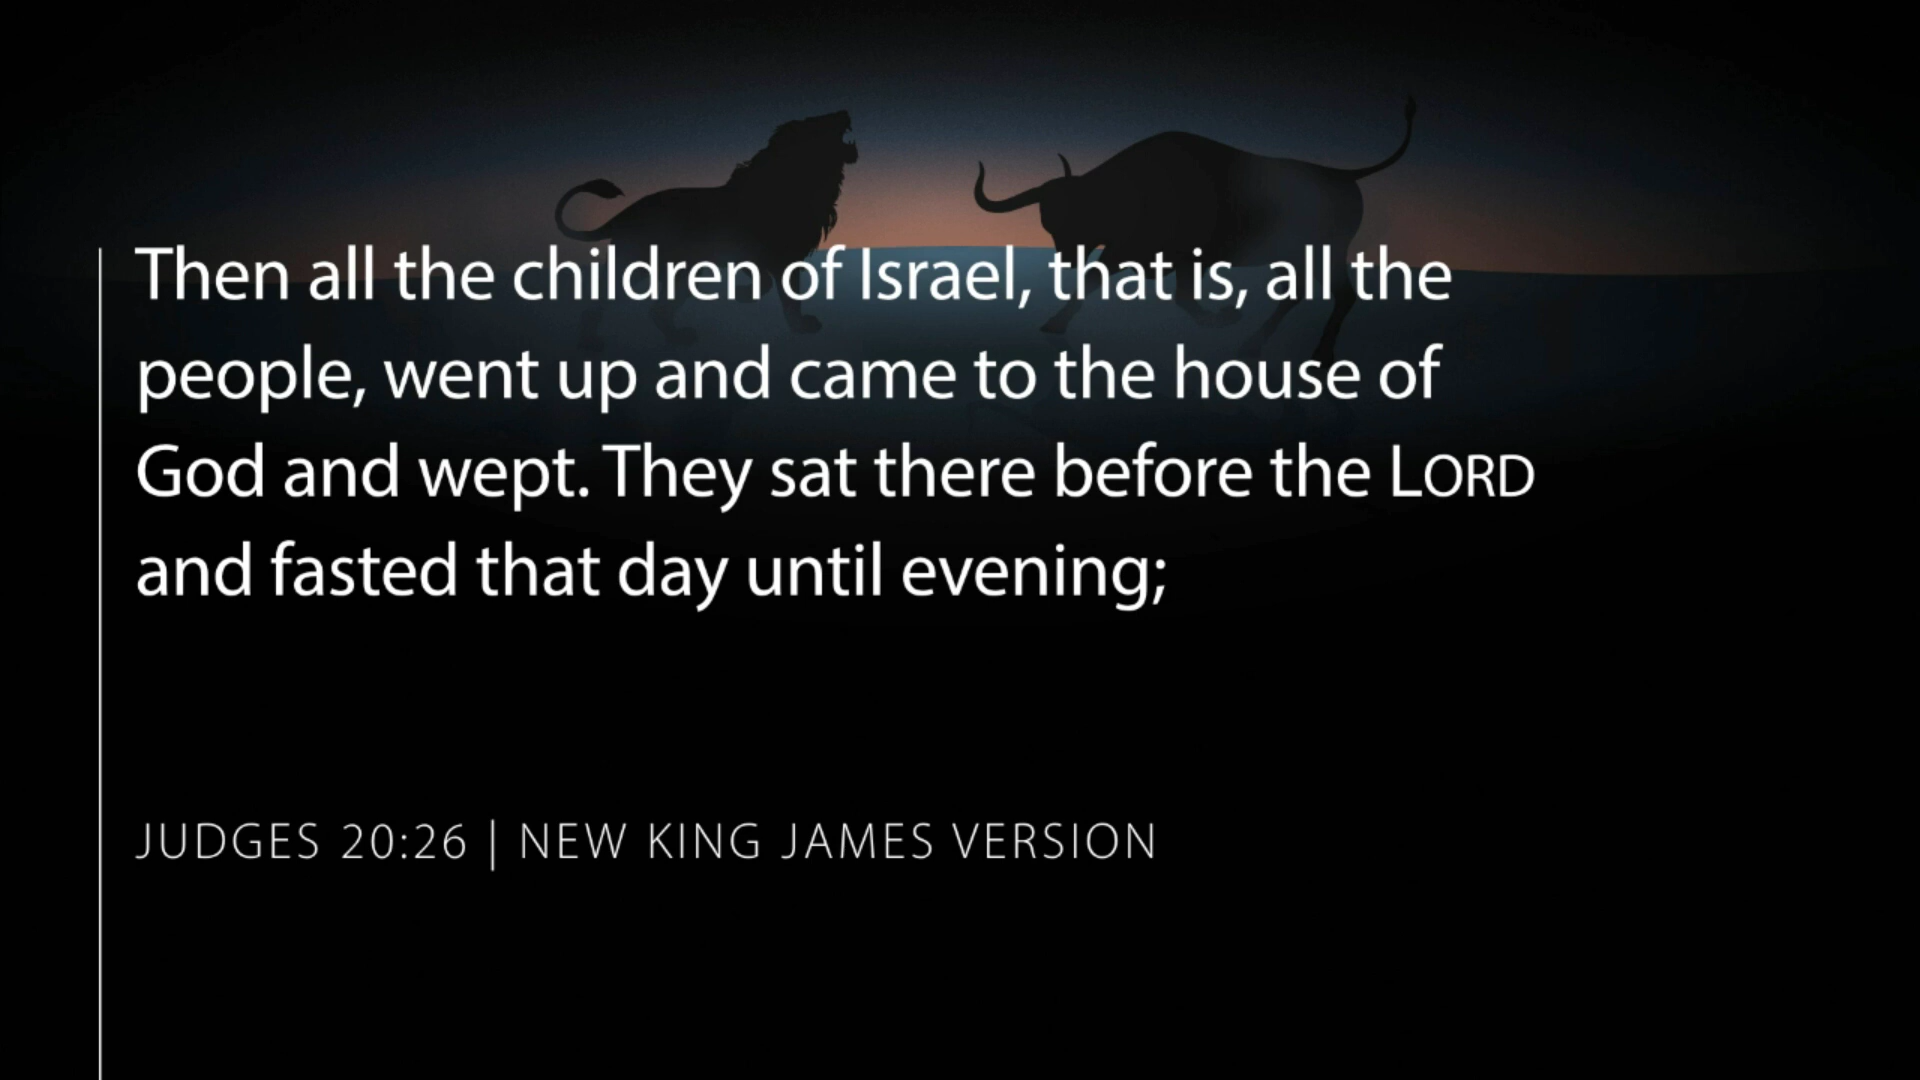 Then all the children of Israel, that is, all the
people, went up and came to the house of
God and wept. They sat there before the LORD
and fasted that day until evening;
JUDGES 20:26 | NEW KING JAMES VERSION